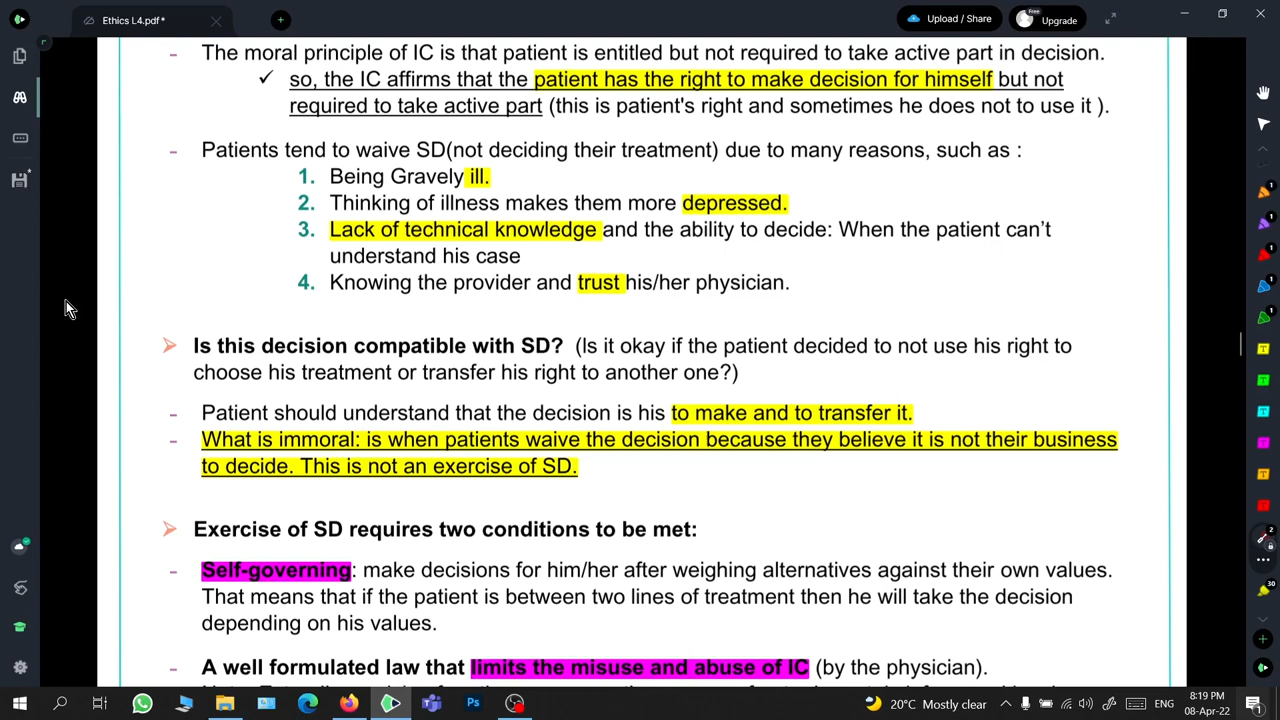 Ethics L4.pdf*
Upload / Share
Free
Upgrade
- The moral principle of IC is that patient is entitled but not required to take active part in decision.
✓ so, the IC affirms that the patient has the right to make decision for himself but not
required to take active part (this is patient's right and sometimes he does not to use it ).
- Patients tend to waive SD(not deciding their treatment) due to many reasons, such as :
1. Being Gravely ill.
2. Thinking of illness makes them more depressed.
3. Lack of technical knowledge and the ability to decide: When the patient can’t
understand his case
4. Knowing the provider and trust his/her physician.
Is this decision compatible with SD? (Is it okay if the patient decided to not use his right to
choose his treatment or transfer his right to another one?)
- Patient should understand that the decision is his to make and to transfer it.
- What is immoral: is when patients waive the decision because they believe it is not their business
to decide. This is not an exercise of SD.
Exercise of SD requires two conditions to be met:
- Self-governing: make decisions for him/her after weighing alternatives against their own values.
That means that if the patient is between two lines of treatment then he will take the decision
depending on his values.
- A well formulated law that limits the misuse and abuse of IC (by the physician).
20°C Mostly clear
ENG
8:19 PM
08-Apr-22